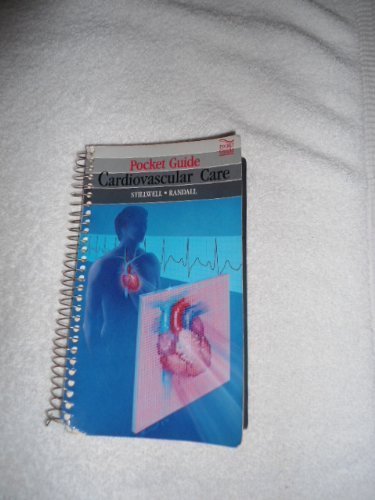 Pocket Guide
Cardiovascular Care
STILLWELL • RANDALL